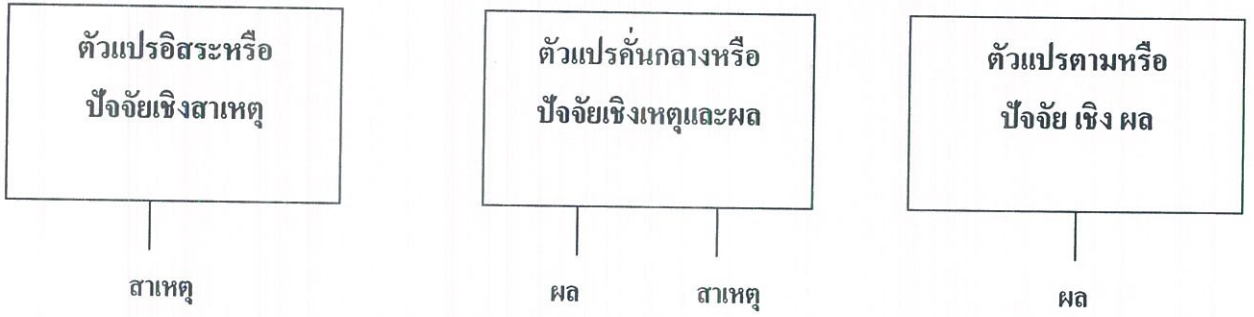 ตัวแปรอิสระหรือ
ปัจจัยเชิงสาเหตุ
สาเหตุ
ตัวแปรคั่นกลางหรือ
ปัจจัยเชิงเหตุและผล
ผล
สาเหตุ
ตัวแปรตามหรือ
ปัจจัย เชิง ผล
ผล